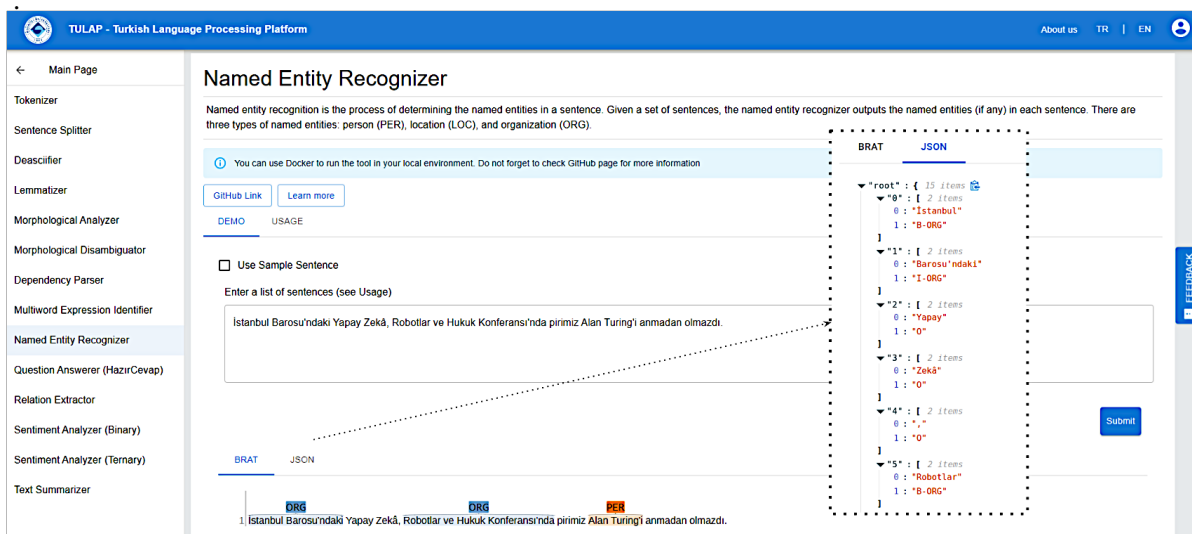 TULAP - Turkish Language Processing Platform
About us TR | EN
Main Page
Tokenizer
Sentence Splitter
Deasciifier
Lemmatizer
Morphological Analyzer
Morphological Disambiguator
Dependency Parser
Multiword Expression Identifier
Named Entity Recognizer
Question Answerer (HazırCevap)
Relation Extractor
Sentiment Analyzer (Binary)
Sentiment Analyzer (Ternary)
Text Summarizer
Named Entity Recognizer
Named entity recognition is the process of determining the named entities in a sentence. Given a set of sentences, the named entity recognizer outputs the named entities (if any) in each sentence. There are
three types of named entities: person (PER), location (LOC), and organization (ORG).
You can use Docker to run the tool in your local environment. Do not forget to check GitHub page for more information
GitHub Link Learn more
DEMO USAGE
Use Sample Sentence
Enter a list of sentences (see Usage)
İstanbul Barosu'ndaki Yapay Zekâ, Robotlar ve Hukuk Konferansı'nda pirimiz Alan Turing'i anmadan olmazdı.
Submit
BRAT JSON
ORG ORG PER
1 İstanbul Barosu'ndaki Yapay Zekâ, Robotlar ve Hukuk Konferansı'nda pirimiz Alan Turing'i anmadan olmazdı.
BRAT JSON
"root" : { 15 items
"0" : [ 2 items
0 : "İstanbul"
1 : "B-ORG"
]
"1" : [ 2 items
0 : "Barosu'ndaki"
1 : "I-ORG"
]
"2" : [ 2 items
0 : "Yapay"
1 : "O"
]
"3" : [ 2 items
0 : "Zekâ"
1 : "O"
]
"4" : [ 2 items
0 : ","
1 : "O"
]
"5" : [ 2 items
0 : "Robotlar"
1 : "B-ORG"
]
FEEDBACK